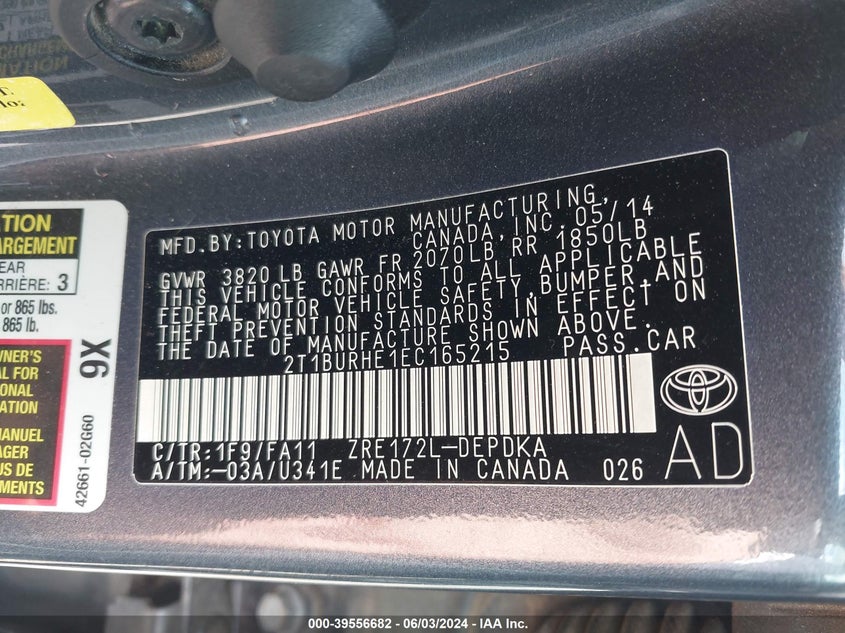 MFD. BY: TOYOTA MOTOR MANUFACTURING,
CANADA, INC. 05/14
GVWR 3820 LB GAWR FR 2070LB RR 1850LB
THIS VEHICLE CONFORMS TO ALL APPLICABLE
FEDERAL MOTOR VEHICLE SAFETY, BUMPER, AND
THEFT PREVENTION STANDARDS IN EFFECT ON
THE DATE OF MANUFACTURE SHOWN ABOVE.
2T1BURHE1EC165215 PASS.CAR
C/TR:1F9/FA11 ZRE172L-DEPDKA
A/TM:-03A/U341E MADE IN CANADA 026
AD
ARGEMENT
EAR
ARRIÈRE: 3
or 865 lbs.
865 lb.
WNER'S
AL FOR
ONAL
ATION
MANUEL
AGER
US
MENTS
9X
42661-02G60
000-39556682 - 06/03/2024 - IAA Inc.